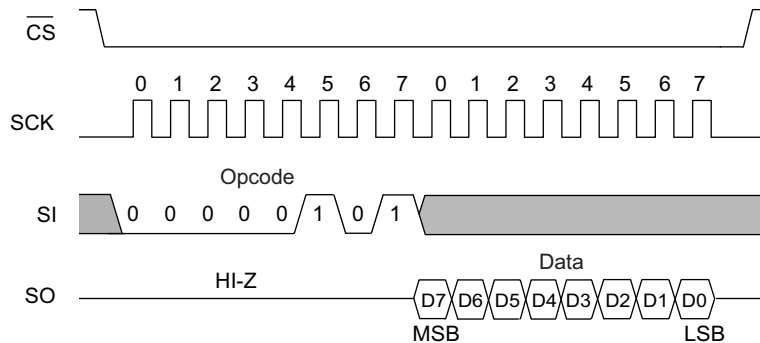 CS
0 1 2 3 4 5 6 7 0 1 2 3 4 5 6 7
SCK
Opcode
SI 0 0 0 0 0 1 0 1
Data
HI-Z
SO D7 D6 D5 D4 D3 D2 D1 D0
MSB LSB